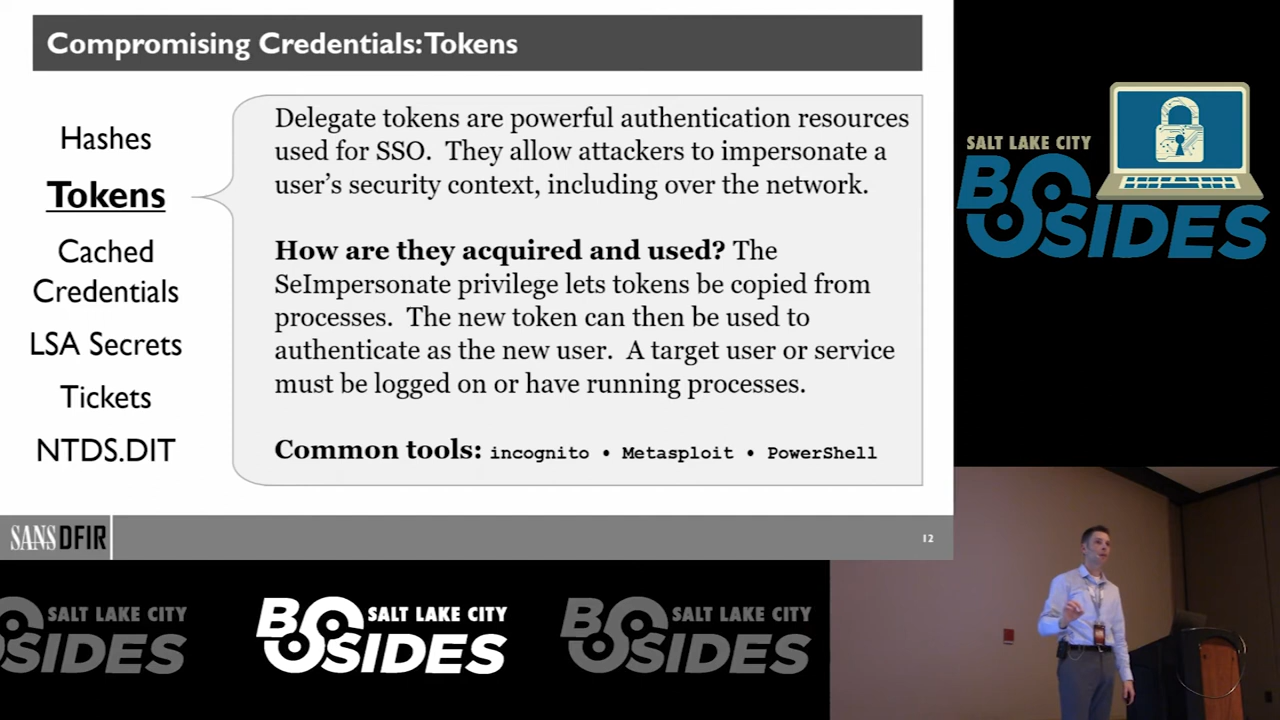 Compromising Credentials: Tokens
Hashes
Tokens
Cached
Credentials
LSA Secrets
Tickets
NTDS.DIT
Delegate tokens are powerful authentication resources
used for SSO.  They allow attackers to impersonate a
user's security context, including over the network.
How are they acquired and used? The
SeImpersonate privilege lets tokens be copied from
processes.  The new token can then be used to
authenticate as the new user.  A target user or service
must be logged on or have running processes.
Common tools: incognito • Metasploit • PowerShell
SANS DFIR
12
SALT LAKE CITY
BSIDES
SALT LAKE CITY
BSIDES
SALT LAKE CITY
BSIDES
SALT LAKE CITY
BSIDES